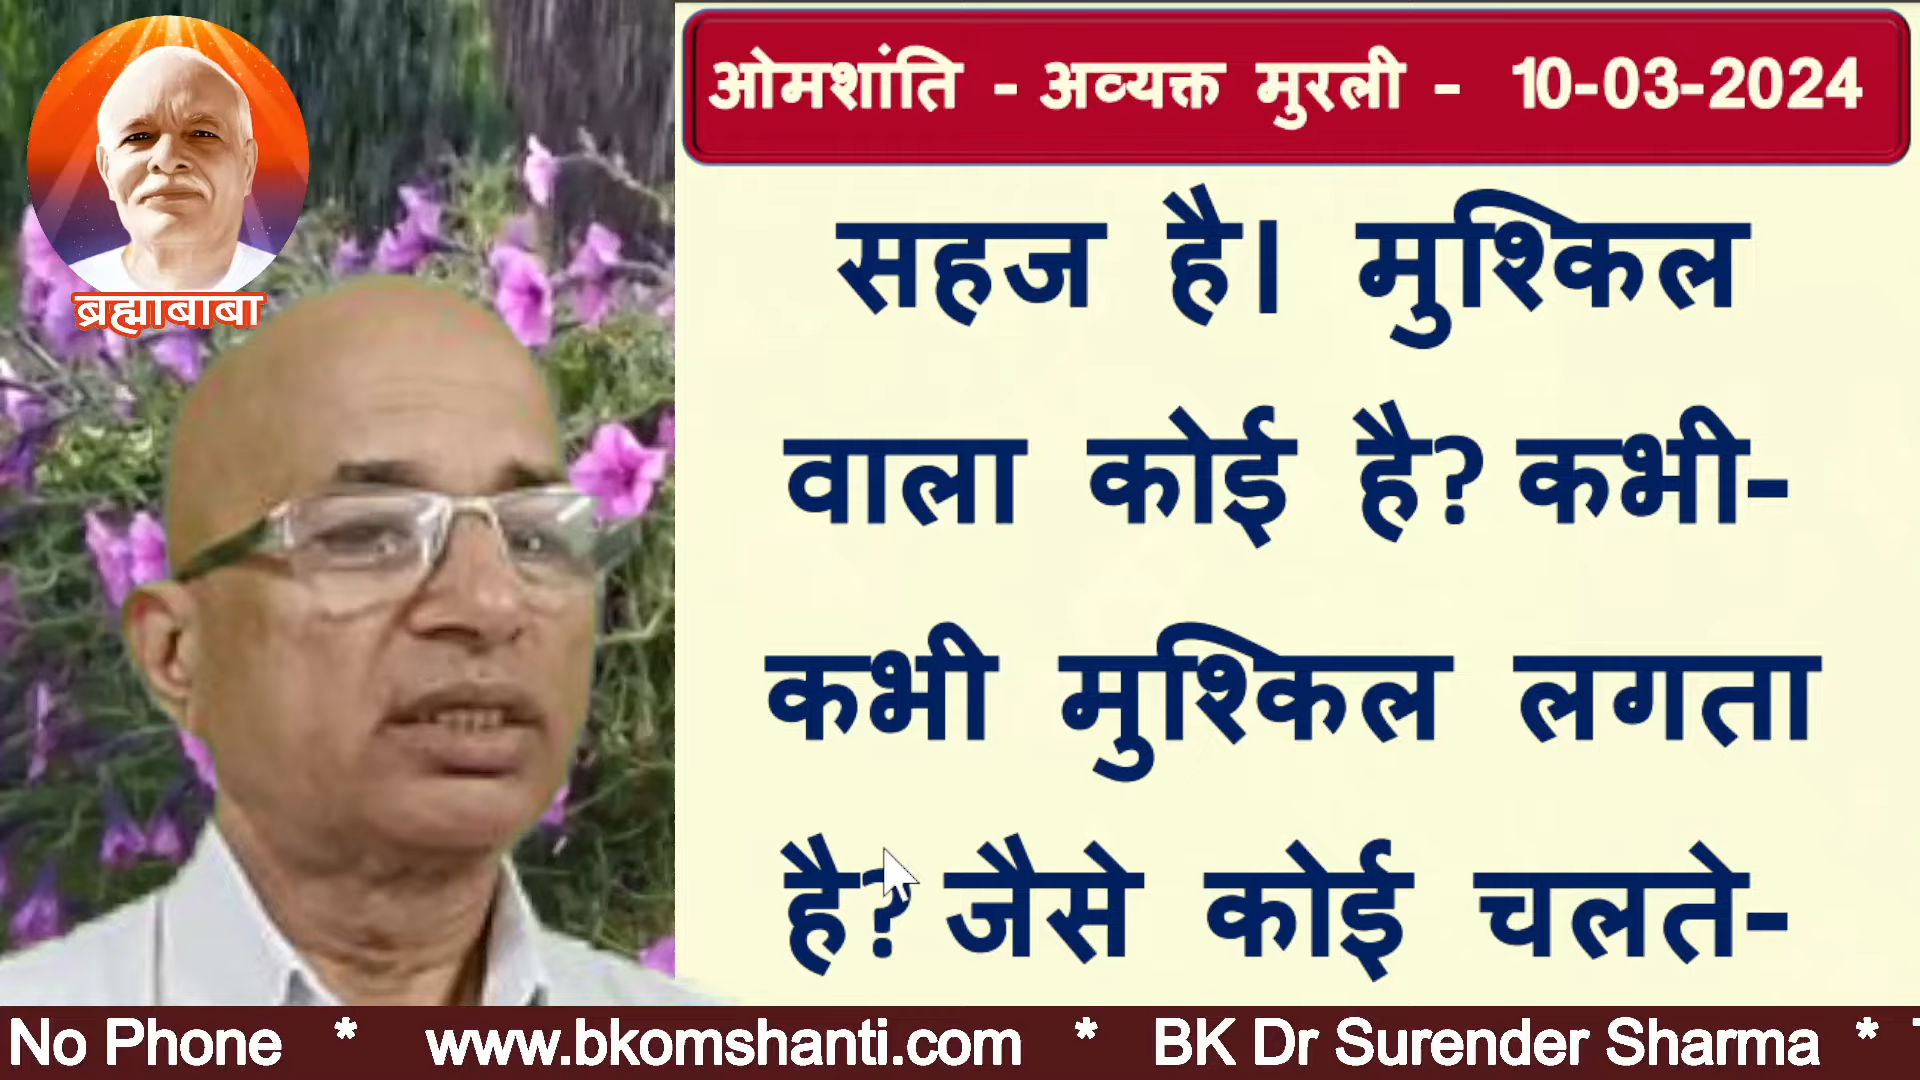 ओमशांति - अव्यक्त मुरली - 10-03-2024
ब्रह्माबाबा
सहज है। मुश्किल
वाला कोई है? कभी-
कभी मुश्किल लगता
है? जैसे कोई चलते-
No Phone * www.bkomshanti.com * BK Dr Surender Sharma *